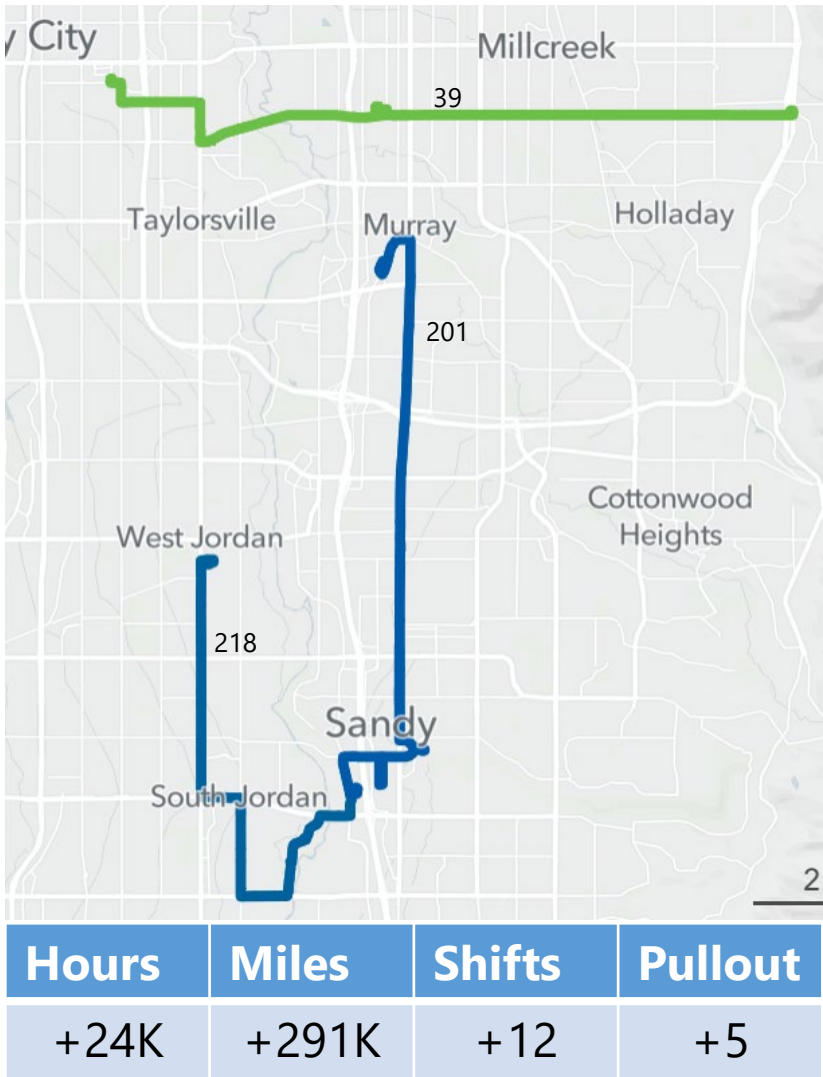 y City
Millcreek
39
Taylorsville
Murray
Holladay
201
Cottonwood
Heights
West Jordan
218
Sandy
South Jordan
2
Hours Miles Shifts Pullout
+24K +291K +12 +5